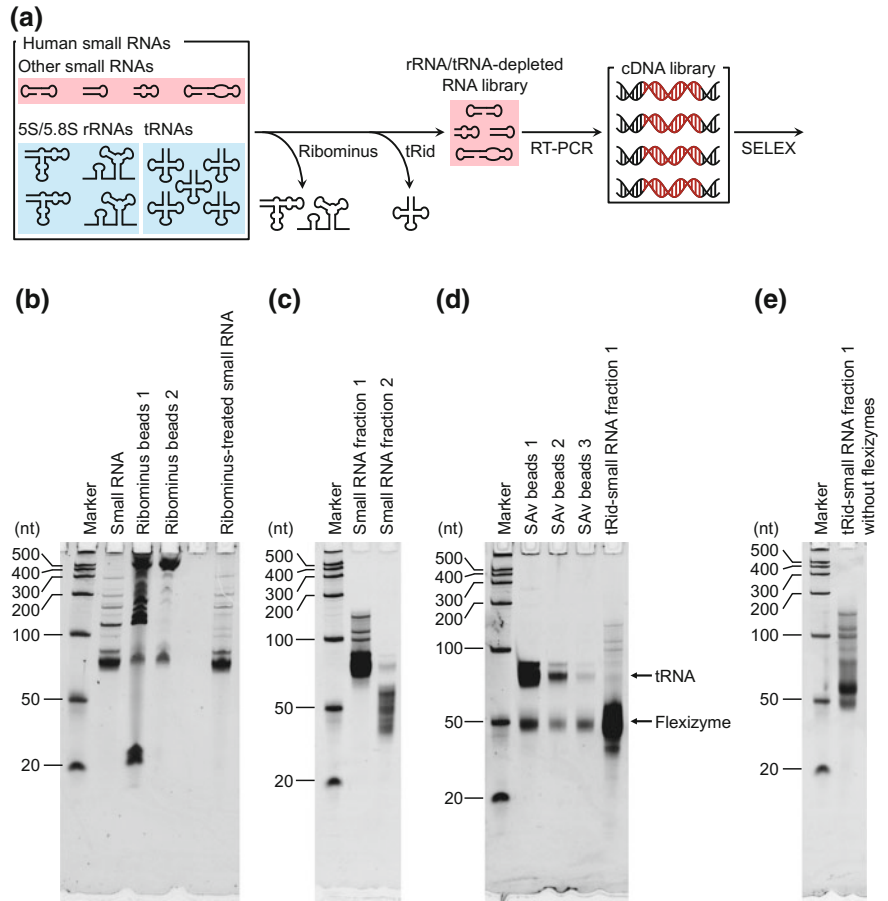 (a)
Human small RNAs
Other small RNAs
5S/5.8S rRNAs tRNAs
Ribominus
tRid
rRNA/tRNA-depleted
RNA library
RT-PCR
cDNA library
SELEX
(b)
(nt)
Marker
Small RNA
Ribominus beads 1
Ribominus beads 2
Ribominus-treated small RNA
500
400
300
200
100
50
20
(c)
(nt)
Marker
Small RNA fraction 1
Small RNA fraction 2
500
400
300
200
100
50
20
(d)
(nt)
Marker
SAv beads 1
SAv beads 2
SAv beads 3
tRid-small RNA fraction 1
500
400
300
200
100
50
20
tRNA
Flexizyme
(e)
(nt)
Marker
tRid-small RNA fraction 1
without flexizymes
500
400
300
200
100
50
20